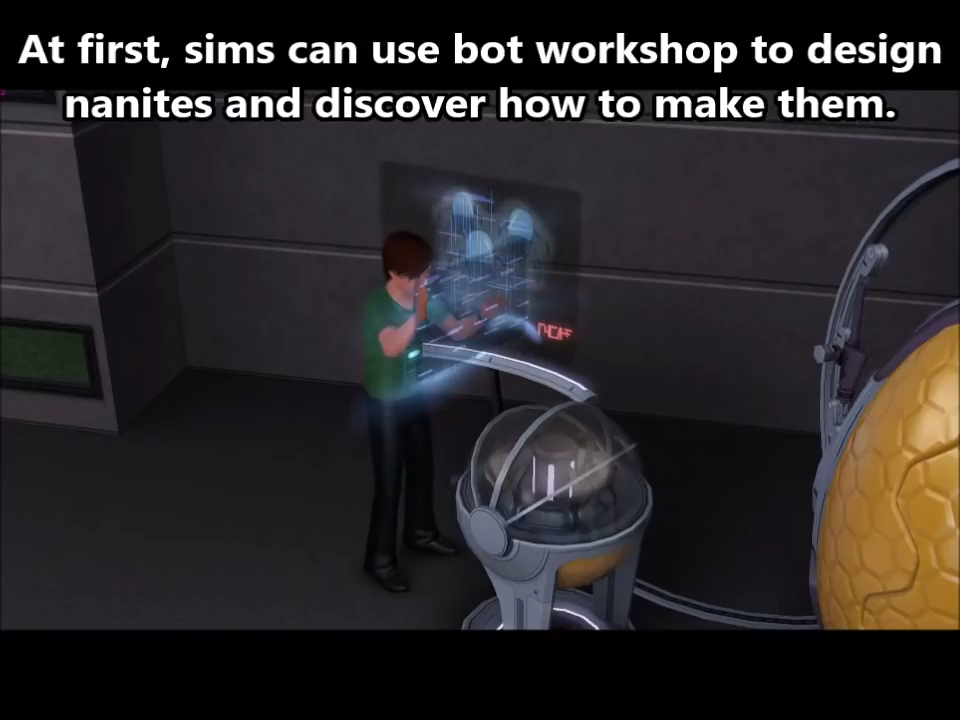 At first, sims can use bot workshop to design
nanites and discover how to make them.